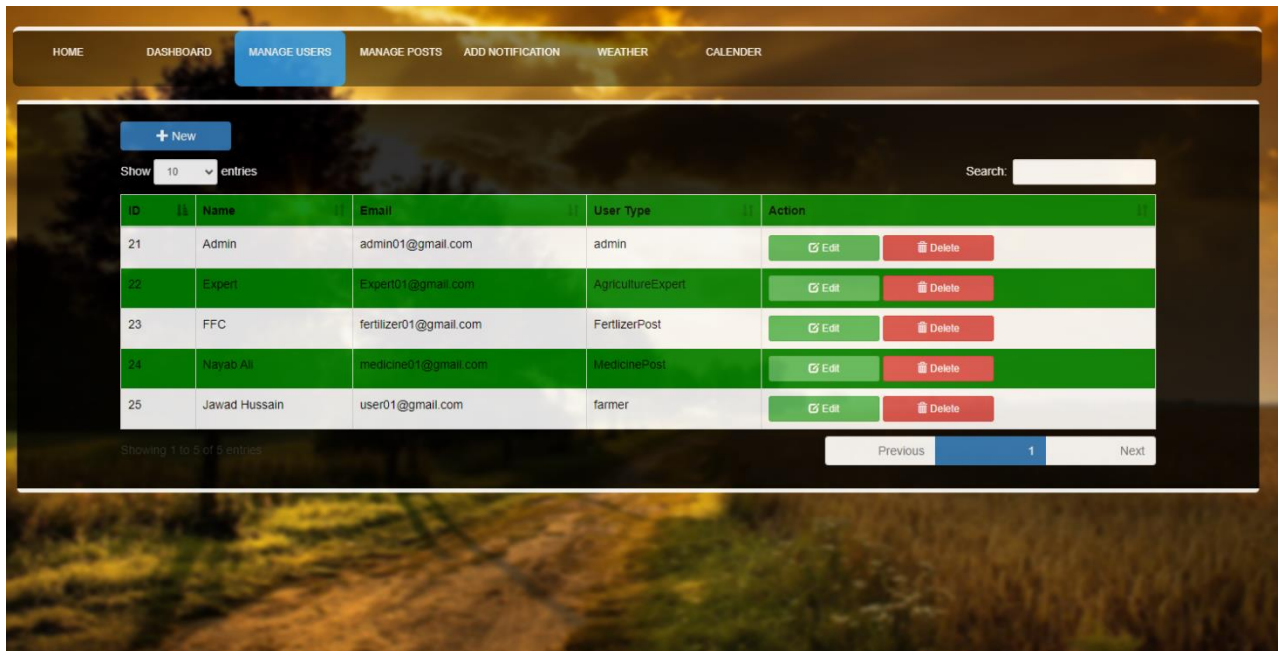 HOME DASHBOARD MANAGE USERS MANAGE POSTS ADD NOTIFICATION WEATHER CALENDER
New
Show 10 entries Search:
ID Name Email User Type Action
21 Admin admin01@gmail.com admin Edit Delete
22 Expert Expert01@gmail.com AgricultureExpert Edit Delete
23 FFC fertilizer01@gmail.com FertlizerPost Edit Delete
24 Nayab Ali medicine01@gmail.com MedicinePost Edit Delete
25 Jawad Hussain user01@gmail.com farmer Edit Delete
Showing 1 to 5 of 5 entries Previous 1 Next